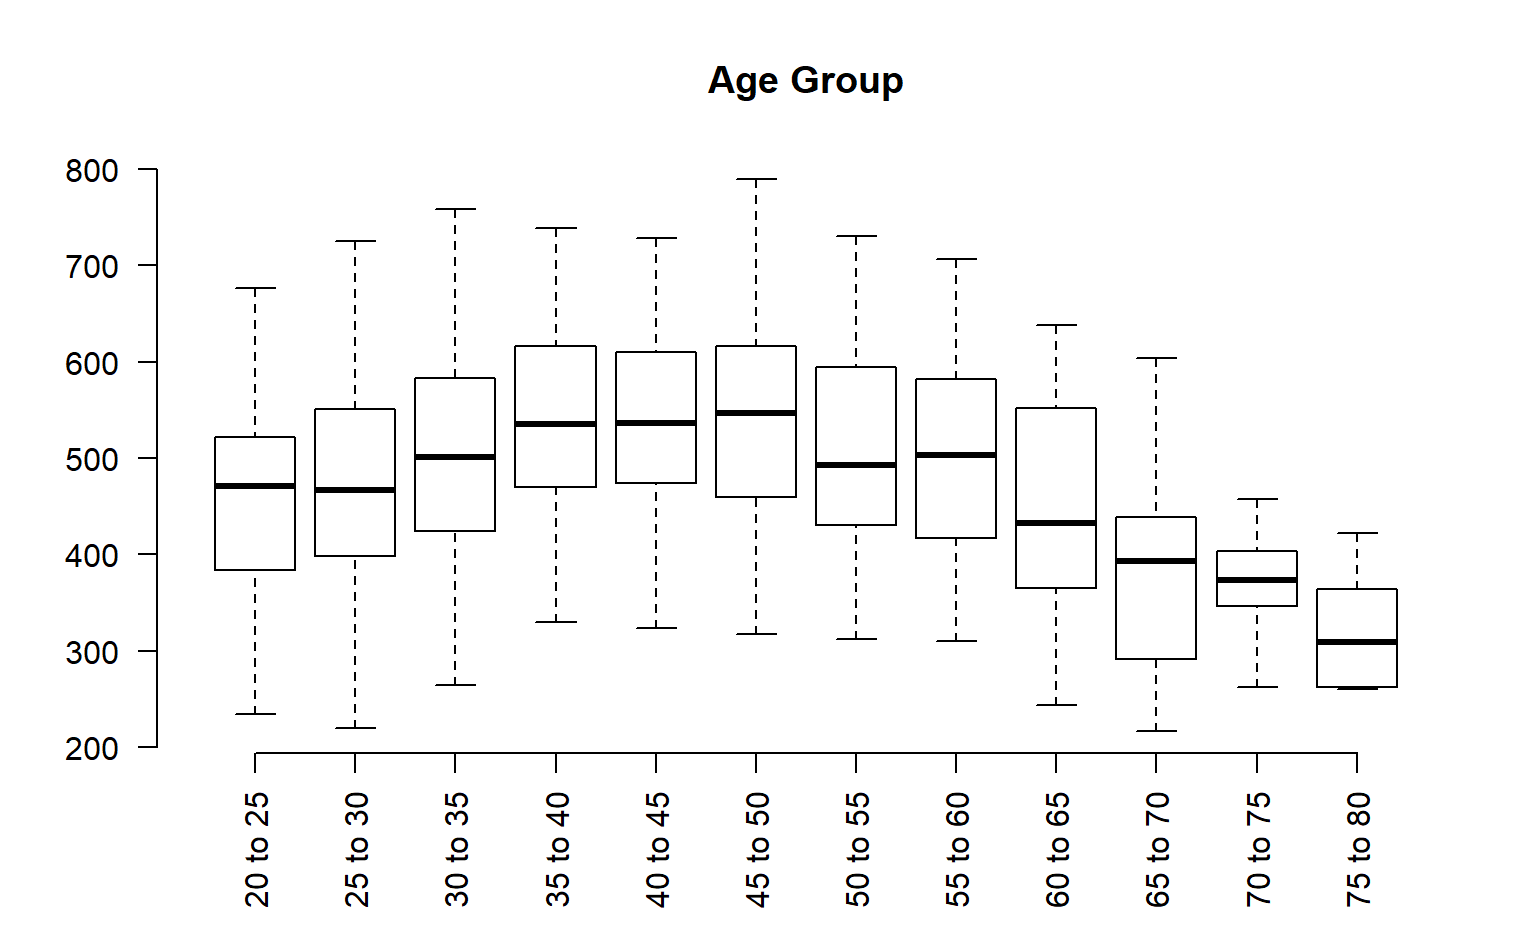 Age Group
800
700
600
500
400
300
200
20 to 25
25 to 30
30 to 35
35 to 40
40 to 45
45 to 50
50 to 55
55 to 60
60 to 65
65 to 70
70 to 75
75 to 80